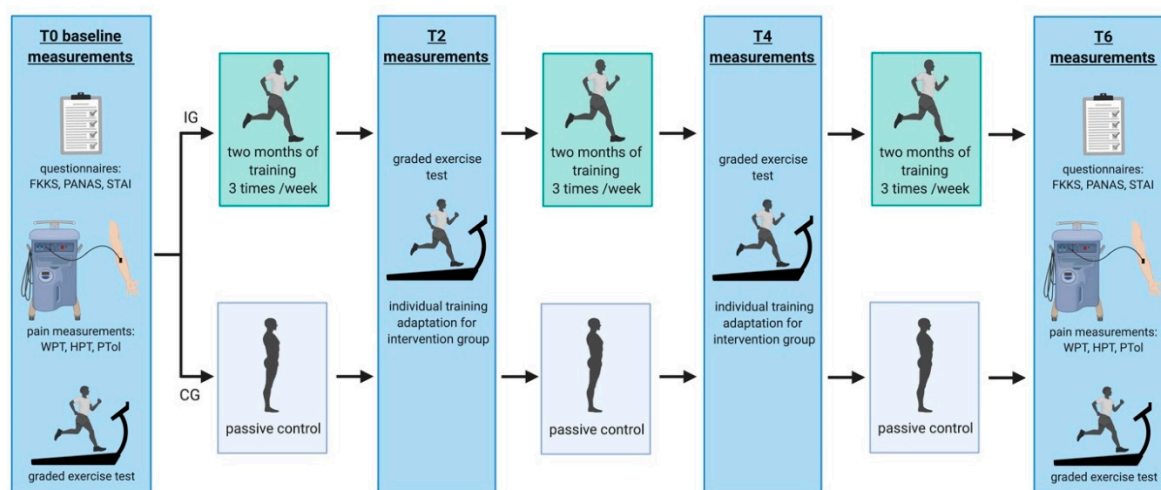 T0 baseline
measurements
questionnaires:
FKKS, PANAS, STAI
pain measurements:
WPT, HPT, PTol
graded exercise test
IG
CG
two months of
training
3 times /week
passive control
T2
measurements
graded exercise
test
individual training
adaptation for
intervention group
two months of
training
3 times /week
passive control
T4
measurements
graded exercise
test
individual training
adaptation for
intervention group
two months of
training
3 times /week
passive control
T6
measurements
questionnaires:
FKKS, PANAS, STAI
pain measurements:
WPT, HPT, PTol
graded exercise test